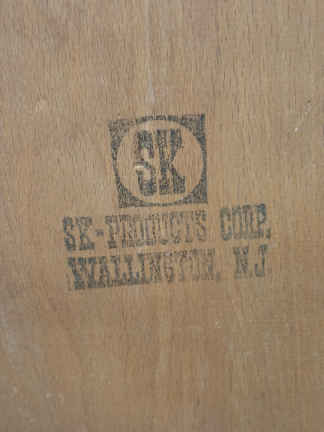 SK
SK-PRODUCTS CORP.
WALLINGTON, N.J.